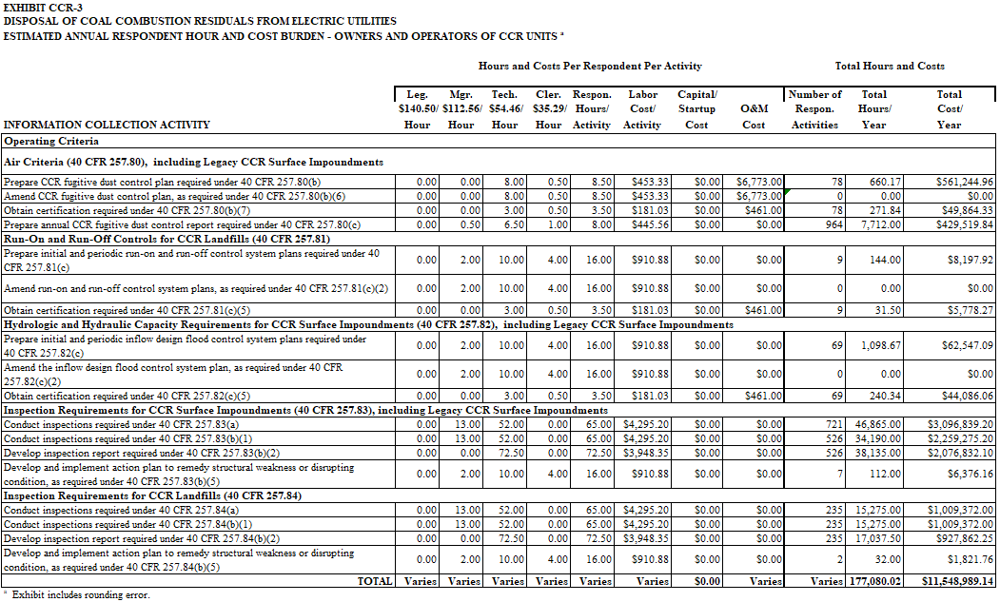 EXHIBIT CCR-3
DISPOSAL OF COAL COMBUSTION RESIDUALS FROM ELECTRIC UTILITIES
ESTIMATED ANNUAL RESPONDENT HOUR AND COST BURDEN - OWNERS AND OPERATORS OF CCR UNITS ᵃ
Hours and Costs Per Respondent Per Activity Total Hours and Costs
Leg. Mgr. Tech. Cler. Respon. Labor Capital/ Number of Total Total
$140.50/ $112.56/ $54.46/ $35.29/ Hours/ Cost/ Startup O&M Respon. Hours/ Cost/
INFORMATION COLLECTION ACTIVITY Hour Hour Hour Hour Activity Activity Cost Cost Activities Year Year
Operating Criteria
Air Criteria (40 CFR 257.80), including Legacy CCR Surface Impoundments
Prepare CCR fugitive dust control plan required under 40 CFR 257.80(b) 0.00 0.00 8.00 0.50 8.50 $453.33 $0.00 $6,773.00 78 660.17 $561,244.96
Amend CCR fugitive dust control plan, as required under 40 CFR 257.80(b)(6) 0.00 0.00 8.00 0.50 8.50 $453.33 $0.00 $6,773.00 0 0.00 $0.00
Obtain certification required under 40 CFR 257.80(b)(7) 0.00 0.00 3.00 0.50 3.50 $181.03 $0.00 $461.00 78 271.84 $49,864.33
Prepare annual CCR fugitive dust control report required under 40 CFR 257.80(c) 0.00 0.50 6.50 1.00 8.00 $445.56 $0.00 $0.00 964 7,712.00 $429,519.84
Run-On and Run-Off Controls for CCR Landfills (40 CFR 257.81)
Prepare initial and periodic run-on and run-off control system plans required under 40
CFR 257.81(c) 0.00 2.00 10.00 4.00 16.00 $910.88 $0.00 $0.00 9 144.00 $8,197.92
Amend run-on and run-off control system plans, as required under 40 CFR 257.81(c)(2) 0.00 2.00 10.00 4.00 16.00 $910.88 $0.00 $0.00 0 0.00 $0.00
Obtain certification required under 40 CFR 257.81(c)(5) 0.00 0.00 3.00 0.50 3.50 $181.03 $0.00 $461.00 9 31.50 $5,778.27
Hydrologic and Hydraulic Capacity Requirements for CCR Surface Impoundments (40 CFR 257.82), including Legacy CCR Surface Impoundments
Prepare initial and periodic inflow design flood control system plans required under
40 CFR 257.82(c) 0.00 2.00 10.00 4.00 16.00 $910.88 $0.00 $0.00 69 1,098.67 $62,547.09
Amend the inflow design flood control system plan, as required under 40 CFR
257.82(c)(2) 0.00 2.00 10.00 4.00 16.00 $910.88 $0.00 $0.00 0 0.00 $0.00
Obtain certification required under 40 CFR 257.82(c)(5) 0.00 0.00 3.00 0.50 3.50 $181.03 $0.00 $461.00 69 240.34 $44,086.06
Inspection Requirements for CCR Surface Impoundments (40 CFR 257.83), including Legacy CCR Surface Impoundments
Conduct inspections required under 40 CFR 257.83(a) 0.00 13.00 52.00 0.00 65.00 $4,295.20 $0.00 $0.00 721 46,865.00 $3,096,839.20
Conduct inspections required under 40 CFR 257.83(b)(1) 0.00 13.00 52.00 0.00 65.00 $4,295.20 $0.00 $0.00 526 34,190.00 $2,259,275.20
Develop inspection report required under 40 CFR 257.83(b)(2) 0.00 0.00 72.50 0.00 72.50 $3,948.35 $0.00 $0.00 526 38,135.00 $2,076,832.10
Develop and implement action plan to remedy structural weakness or disrupting
condition, as required under 40 CFR 257.83(b)(5) 0.00 2.00 10.00 4.00 16.00 $910.88 $0.00 $0.00 7 112.00 $6,376.16
Inspection Requirements for CCR Landfills (40 CFR 257.84)
Conduct inspections required under 40 CFR 257.84(a) 0.00 13.00 52.00 0.00 65.00 $4,295.20 $0.00 $0.00 235 15,275.00 $1,009,372.00
Conduct inspections required under 40 CFR 257.84(b)(1) 0.00 13.00 52.00 0.00 65.00 $4,295.20 $0.00 $0.00 235 15,275.00 $1,009,372.00
Develop inspection report required under 40 CFR 257.84(b)(2) 0.00 0.00 72.50 0.00 72.50 $3,948.35 $0.00 $0.00 235 17,037.50 $927,862.25
Develop and implement action plan to remedy structural weakness or disrupting
condition, as required under 40 CFR 257.84(b)(5) 0.00 2.00 10.00 4.00 16.00 $910.88 $0.00 $0.00 2 32.00 $1,821.76
TOTAL Varies Varies Varies Varies Varies Varies $0.00 Varies Varies 177,080.02 $11,548,989.14
ᵃ Exhibit includes rounding error.